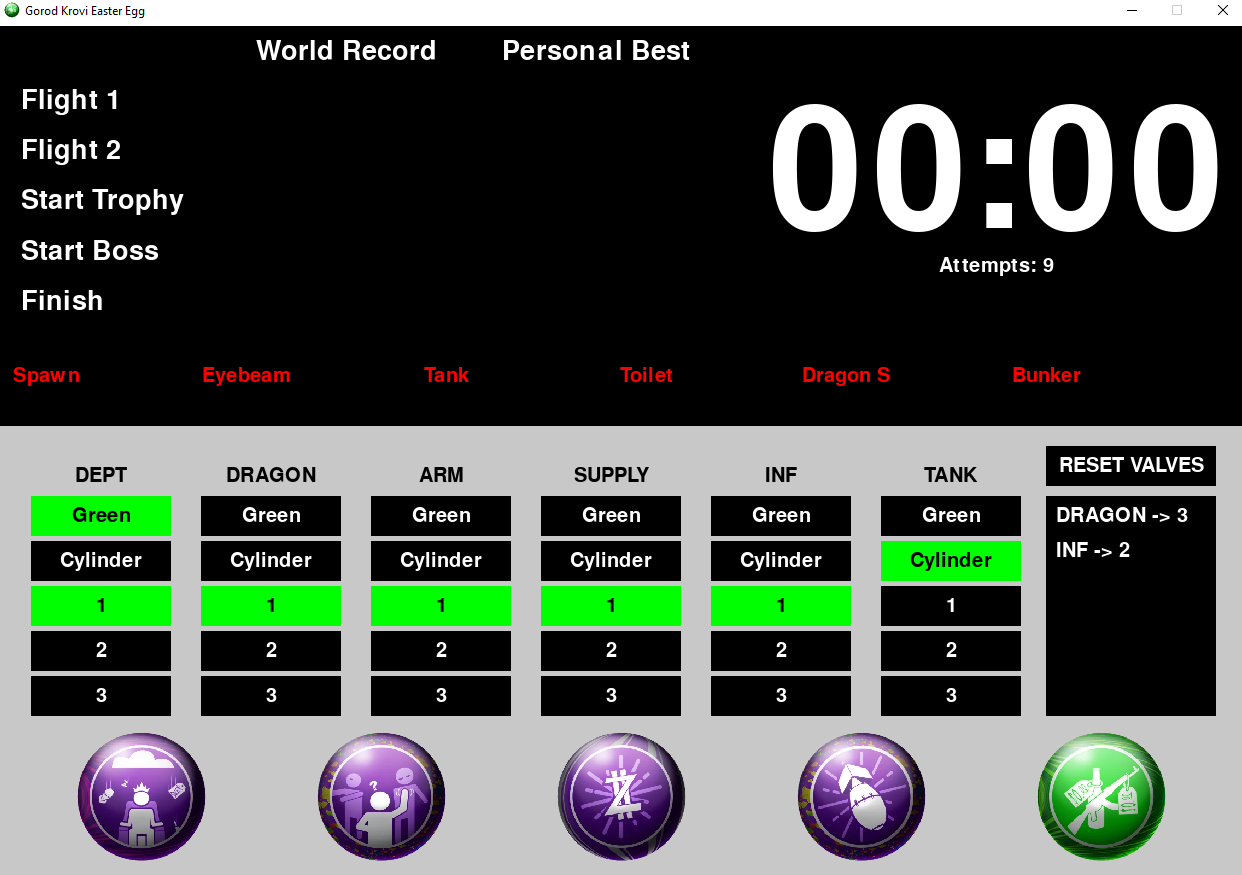 Gorod Krovi Easter Egg
World Record Personal Best
Flight 1
Flight 2
Start Trophy
Start Boss
Finish
00:00
Attempts: 9
Spawn Eyebeam Tank Toilet Dragon S Bunker
DEPT DRAGON ARM SUPPLY INF TANK
RESET VALVES
Green Green Green Green Green Green
Cylinder Cylinder Cylinder Cylinder Cylinder Cylinder
1 1 1 1 1 1
2 2 2 2 2 2
3 3 3 3 3 3
DRAGON -> 3
INF -> 2